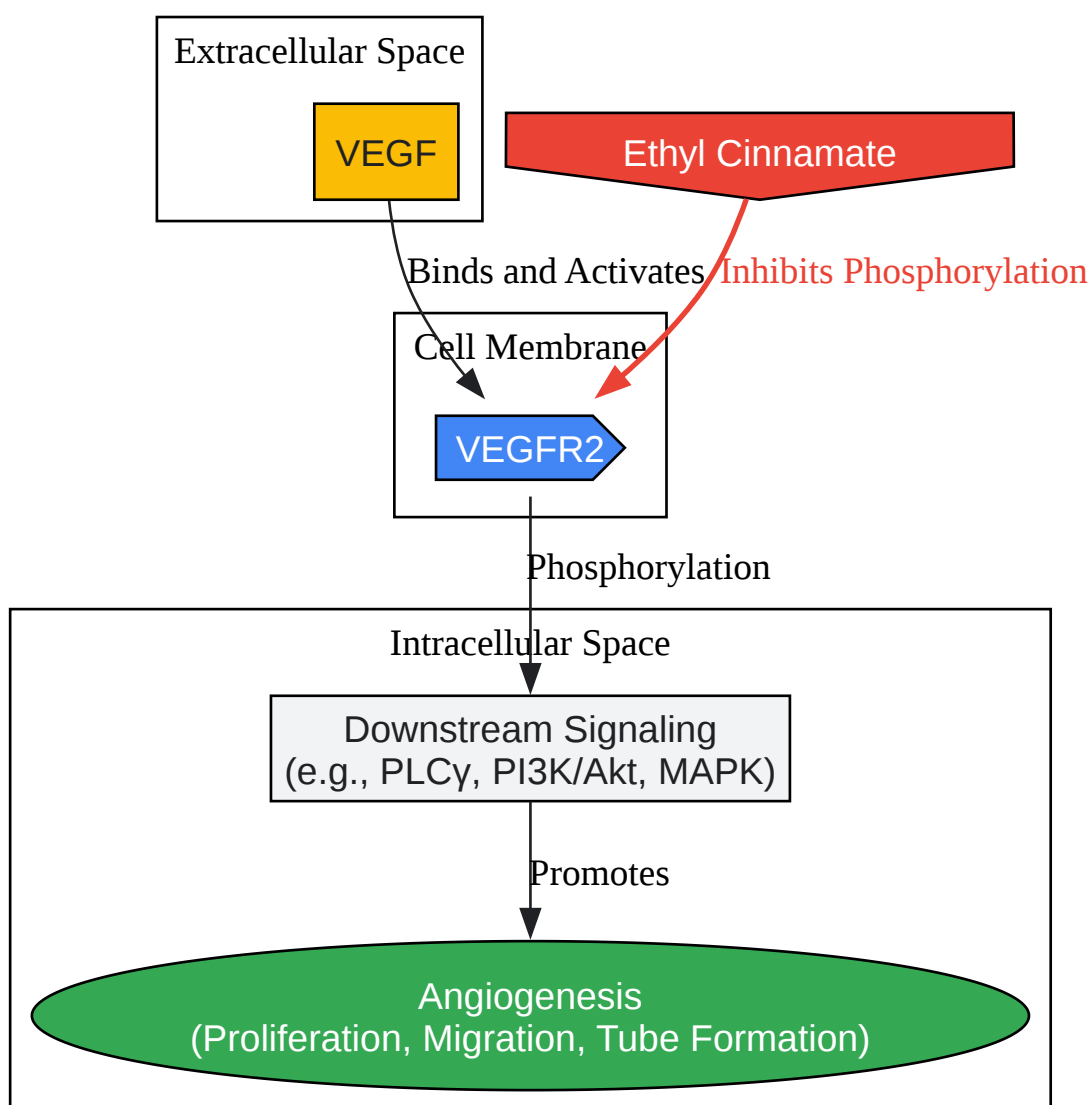 Extracellular Space
VEGF
Ethyl Cinnamate
Binds and Activates
Inhibits Phosphorylation
Cell Membrane
VEGFR2
Phosphorylation
Intracellular Space
Downstream Signaling
(e.g., PLCγ, PI3K/Akt, MAPK)
Promotes
Angiogenesis
(Proliferation, Migration, Tube Formation)